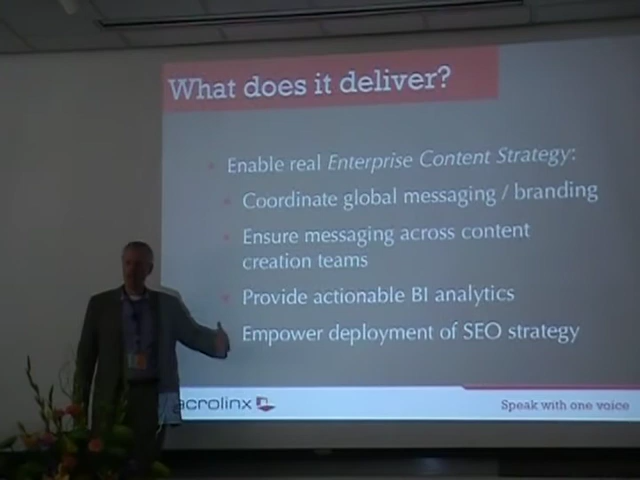 What does it deliver?
Enable real Enterprise Content Strategy:
Coordinate global messaging / branding
Ensure messaging across content
creation teams
Provide actionable BI analytics
Empower deployment of SEO strategy
acrolinx
Speak with one voice